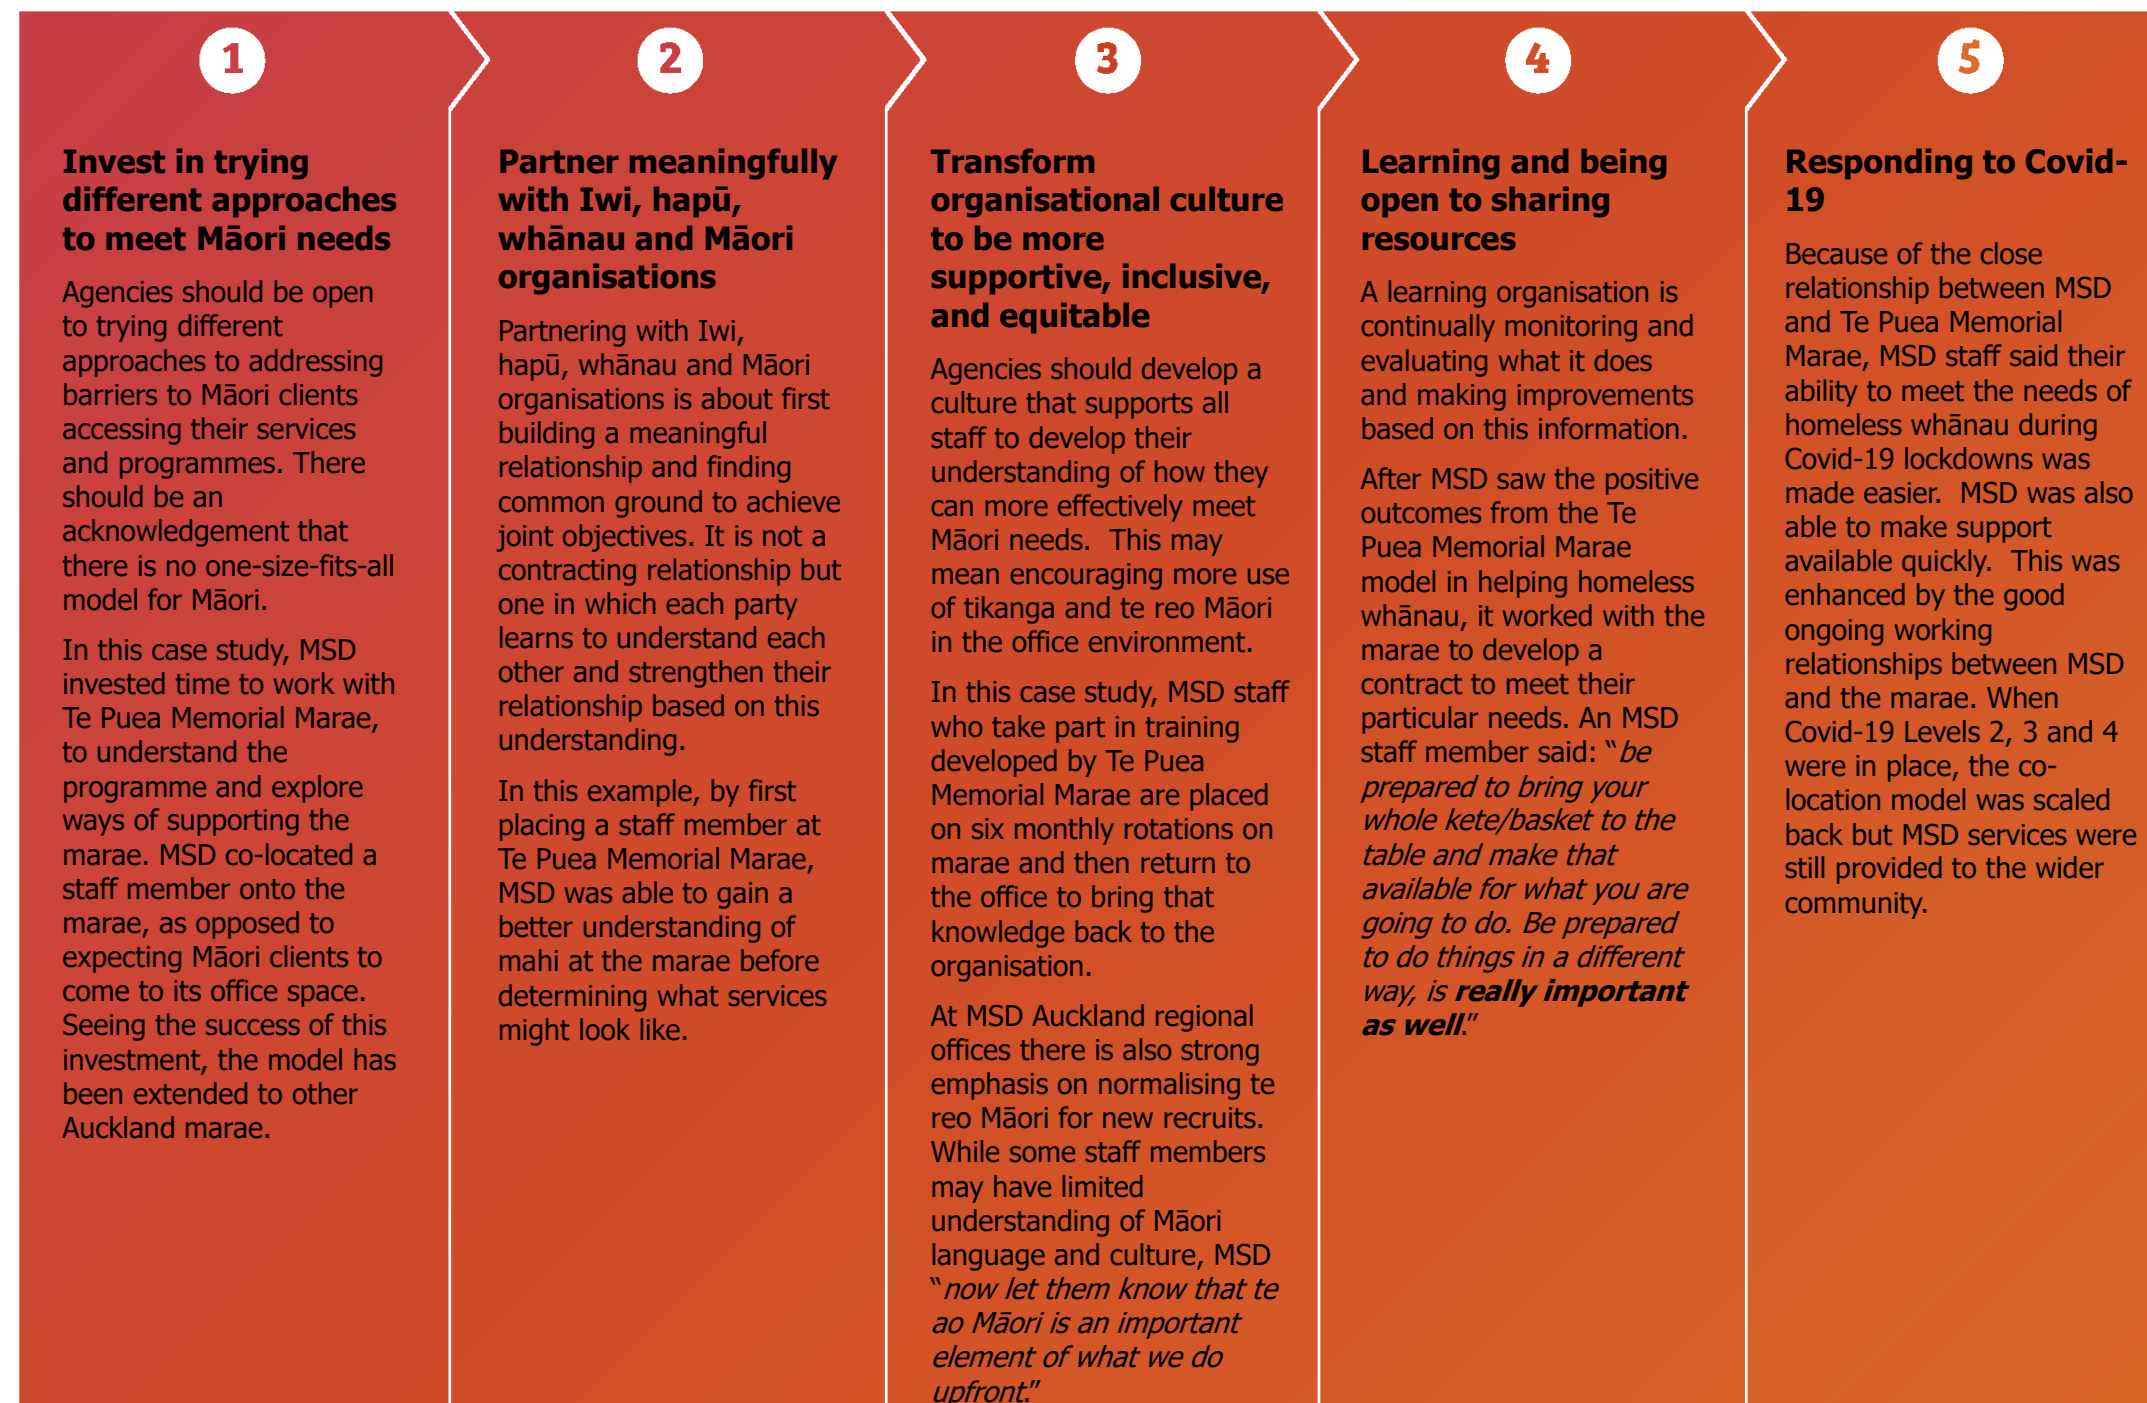 1
Invest in trying
different approaches
to meet Māori needs
Agencies should be open
to trying different
approaches to addressing
barriers to Māori clients
accessing their services
and programmes. There
should be an
acknowledgement that
there is no one-size-fits-all
model for Māori.
In this case study, MSD
invested time to work with
Te Puea Memorial Marae,
to understand the
programme and explore
ways of supporting the
marae. MSD co-located a
staff member onto the
marae, as opposed to
expecting Māori clients to
come to its office space.
Seeing the success of this
investment, the model has
been extended to other
Auckland marae.
2
Partner meaningfully
with Iwi, hapū,
whānau and Māori
organisations
Partnering with Iwi,
hapū, whānau and Māori
organisations is about first
building a meaningful
relationship and finding
common ground to achieve
joint objectives. It is not a
contracting relationship but
one in which each party
learns to understand each
other and strengthen their
relationship based on this
understanding.
In this example, by first
placing a staff member at
Te Puea Memorial Marae,
MSD was able to gain a
better understanding of
mahi at the marae before
determining what services
might look like.
3
Transform
organisational culture
to be more
supportive, inclusive,
and equitable
Agencies should develop a
culture that supports all
staff to develop their
understanding of how they
can more effectively meet
Māori needs.  This may
mean encouraging more use
of tikanga and te reo Māori
in the office environment.
In this case study, MSD staff
who take part in training
developed by Te Puea
Memorial Marae are placed
on six monthly rotations on
marae and then return to
the office to bring that
knowledge back to the
organisation.
At MSD Auckland regional
offices there is also strong
emphasis on normalising te
reo Māori for new recruits.
While some staff members
may have limited
understanding of Māori
language and culture, MSD
“now let them know that te
ao Māori is an important
element of what we do
upfront.”
4
Learning and being
open to sharing
resources
A learning organisation is
continually monitoring and
evaluating what it does
and making improvements
based on this information.
After MSD saw the positive
outcomes from the Te
Puea Memorial Marae
model in helping homeless
whānau, it worked with the
marae to develop a
contract to meet their
particular needs. An MSD
staff member said: “be
prepared to bring your
whole kete/basket to the
table and make that
available for what you are
going to do. Be prepared
to do things in a different
way, is really important
as well.”
5
Responding to Covid-
19
Because of the close
relationship between MSD
and Te Puea Memorial
Marae, MSD staff said their
ability to meet the needs of
homeless whānau during
Covid-19 lockdowns was
made easier.  MSD was also
able to make support
available quickly.  This was
enhanced by the good
ongoing working
relationships between MSD
and the marae. When
Covid-19 Levels 2, 3 and 4
were in place, the co-
location model was scaled
back but MSD services were
still provided to the wider
community.